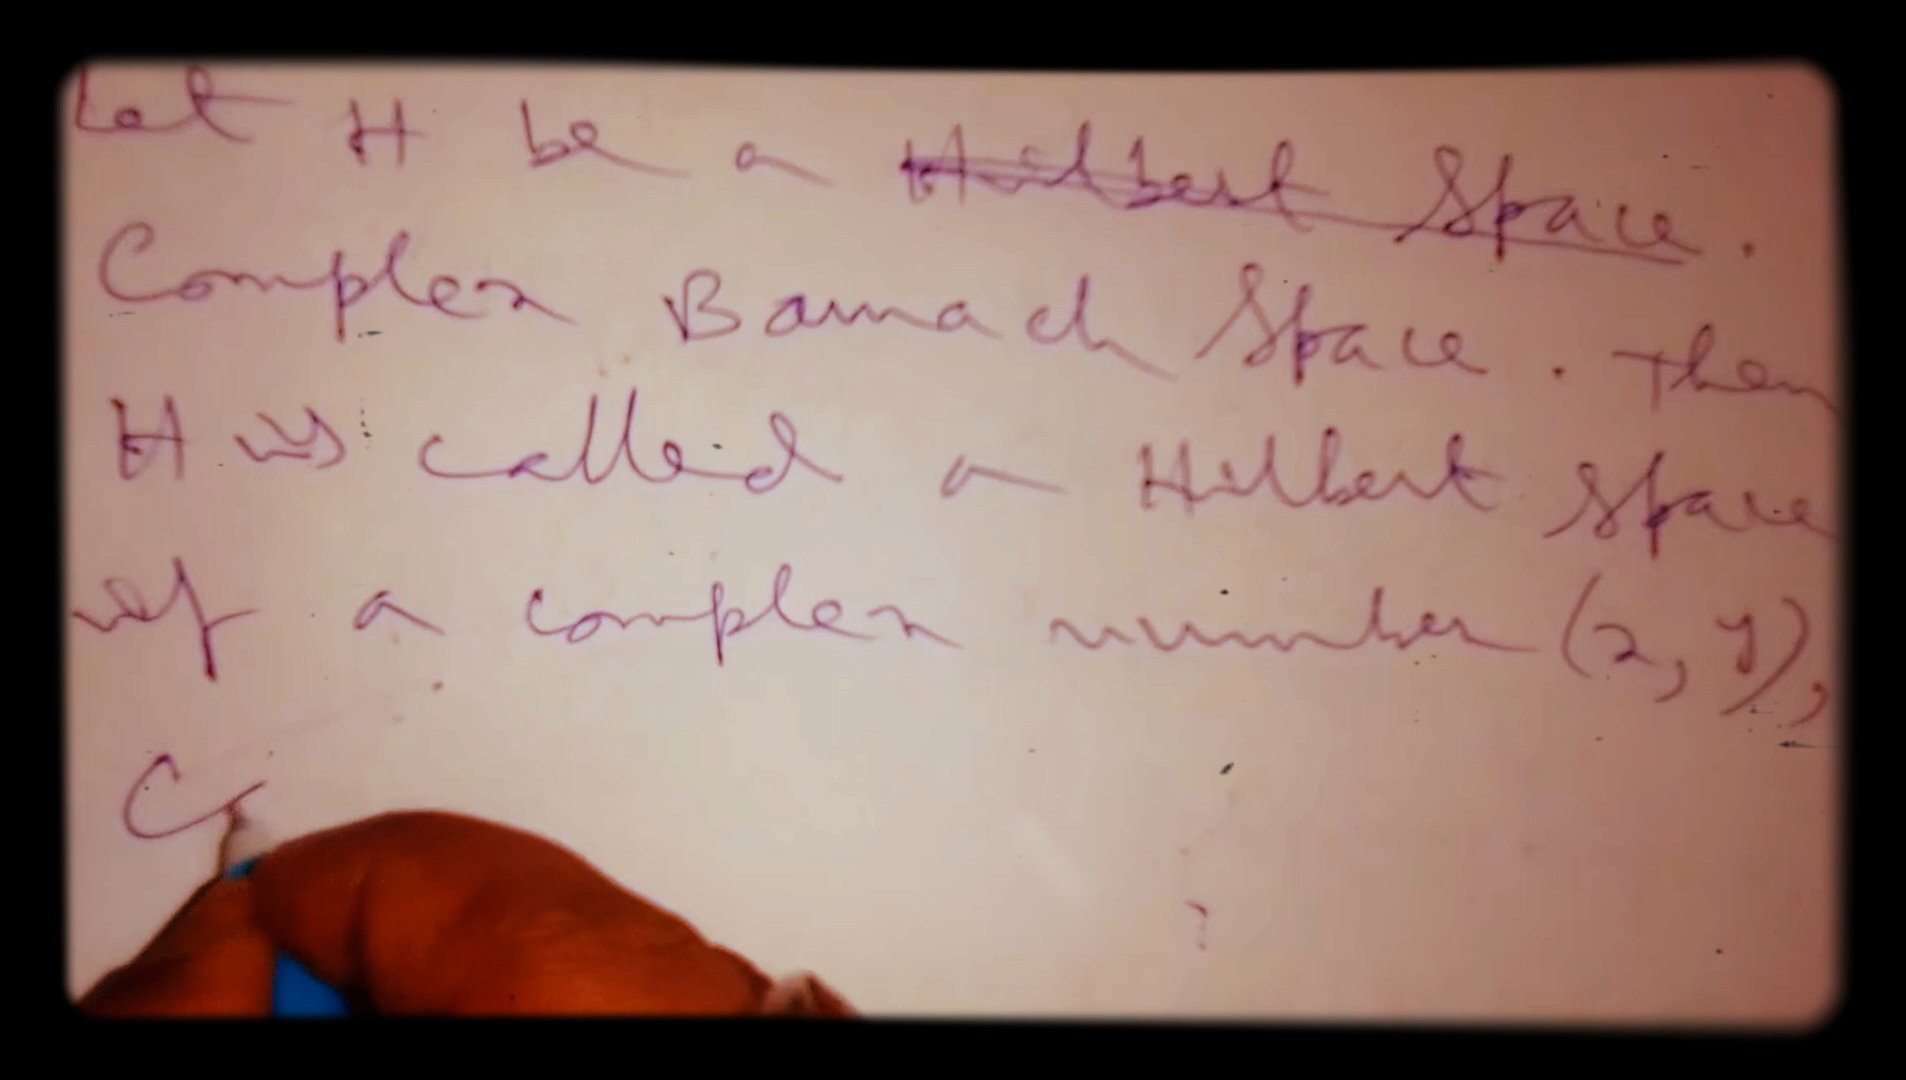 Let H be a Hilbert Space.
Complex Banach Space. Then
H is called a Hilbert Space
if a complex number (x, y),
C